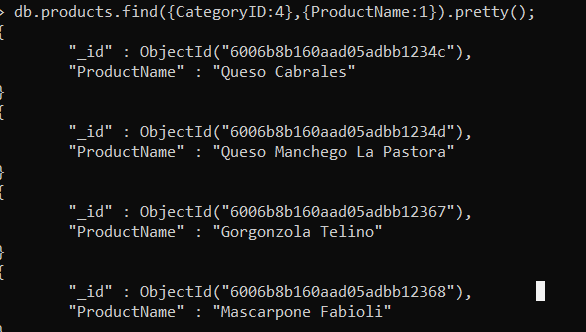 > db.products.find({CategoryID:4},{ProductName:1}).pretty();
{
"_id" : ObjectId("6006b8b160aad05adbb1234c"),
"ProductName" : "Queso Cabrales"
}
{
"_id" : ObjectId("6006b8b160aad05adbb1234d"),
"ProductName" : "Queso Manchego La Pastora"
}
{
"_id" : ObjectId("6006b8b160aad05adbb12367"),
"ProductName" : "Gorgonzola Telino"
}
{
"_id" : ObjectId("6006b8b160aad05adbb12368"),
"ProductName" : "Mascarpone Fabioli"
}